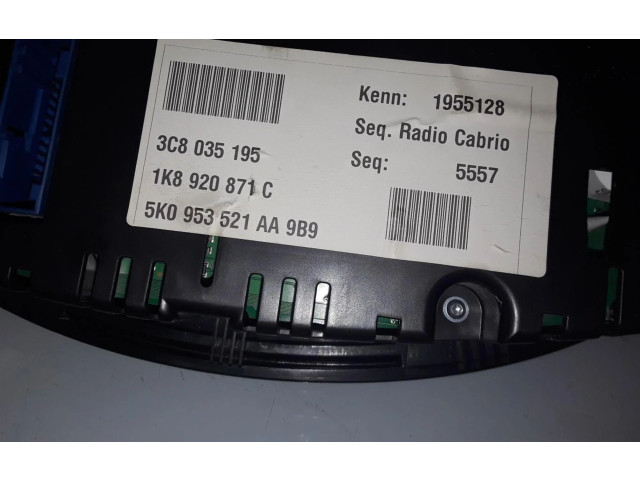 Kenn: 1955128
Seq. Radio Cabrio
Seq: 5557
3C8 035 195
1K8 920 871 C
5K0 953 521 AA 9B9